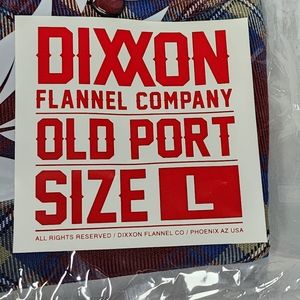 DIXXON
FLANNEL COMPANY
OLD PORT
SIZE L
ALL RIGHTS RESERVED / DIXXON FLANNEL CO / PHOENIX AZ USA